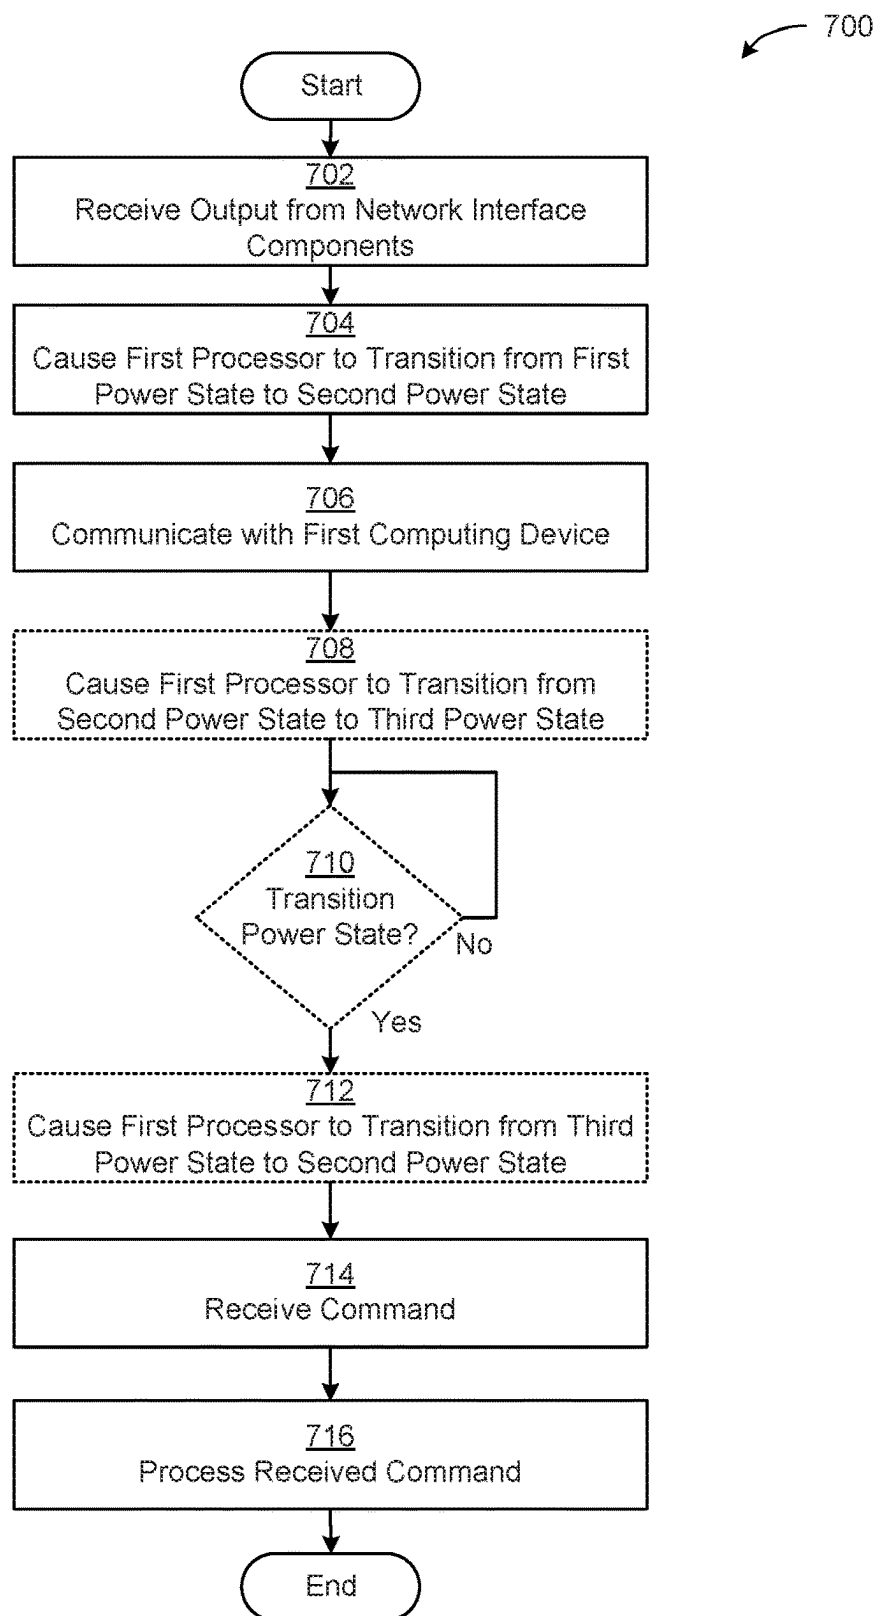 700
Start
702
Receive Output from Network Interface
Components
704
Cause First Processor to Transition from First
Power State to Second Power State
706
Communicate with First Computing Device
708
Cause First Processor to Transition from
Second Power State to Third Power State
710
Transition
Power State?
No
Yes
712
Cause First Processor to Transition from Third
Power State to Second Power State
714
Receive Command
716
Process Received Command
End